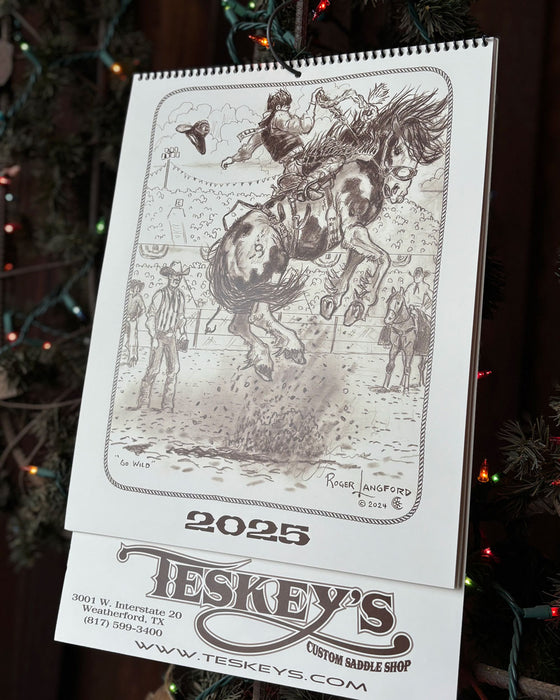 "GO WILD"
ROGER LANGFORD
© 2024
2025
TESKEY'S
CUSTOM SADDLE SHOP
3001 W. Interstate 20
Weatherford, TX
(817) 599-3400
WWW.TESKEYS.COM